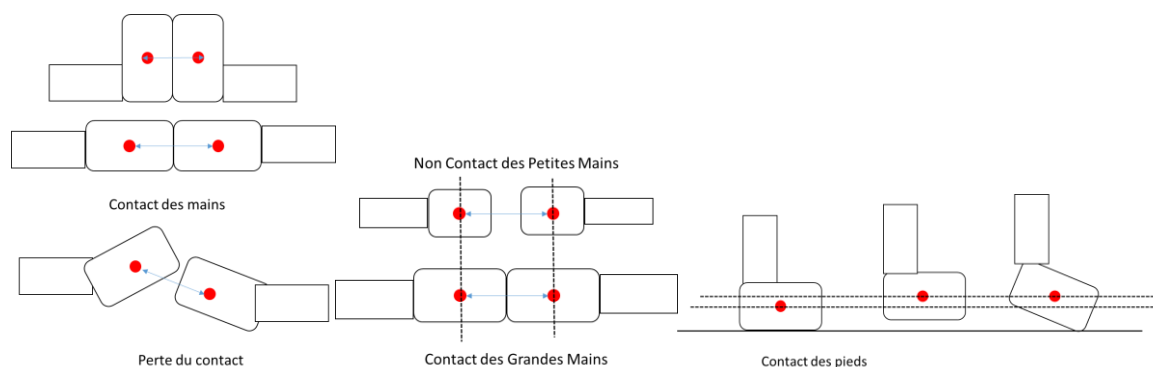 Contact des mains
Perte du contact
Non Contact des Petites Mains
Contact des Grandes Mains
Contact des pieds